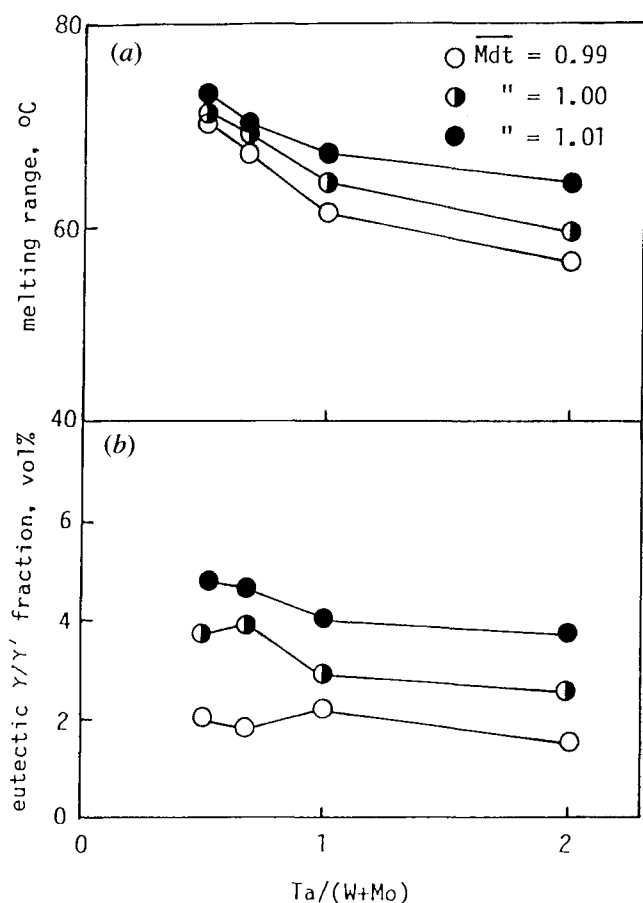 80
(a)
Mdt = 0.99
" = 1.00
" = 1.01
melting range, °C
60
40
(b)
eutectic γ/γ' fraction, vol%
6
4
2
0
0 1 2
Ta/(W+Mo)